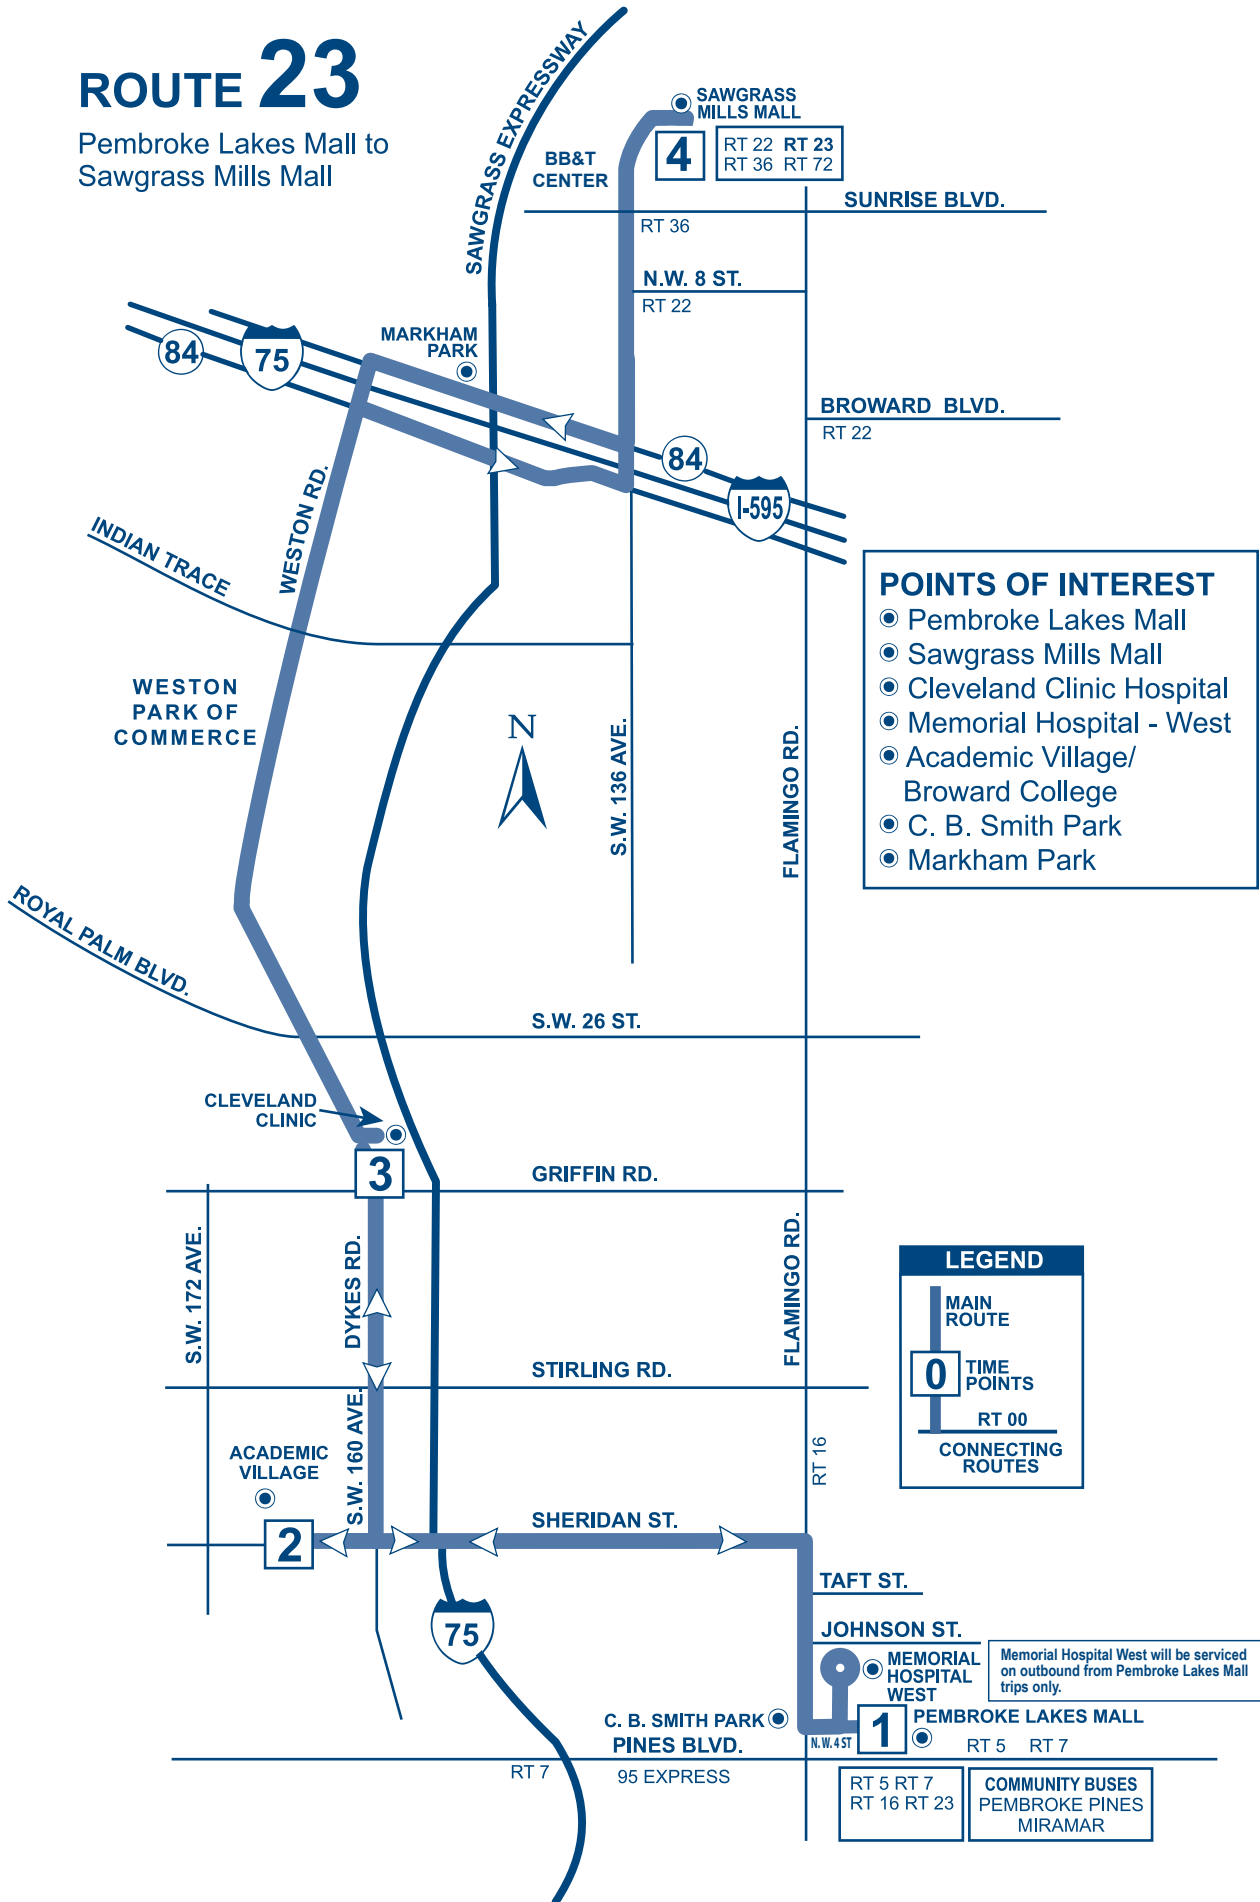 ROUTE 23
Pembroke Lakes Mall to
Sawgrass Mills Mall
SAWGRASS EXPRESSWAY
SAWGRASS
MILLS MALL
BB&T
CENTER
4
RT 22 RT 23
RT 36 RT 72
SUNRISE BLVD.
RT 36
N.W. 8 ST.
RT 22
MARKHAM
PARK
84
75
BROWARD BLVD.
RT 22
84
I-595
WESTON RD.
INDIAN TRACE
WESTON
PARK OF
COMMERCE
N
S.W. 136 AVE.
FLAMINGO RD.
POINTS OF INTEREST
Pembroke Lakes Mall
Sawgrass Mills Mall
Cleveland Clinic Hospital
Memorial Hospital - West
Academic Village/
Broward College
C. B. Smith Park
Markham Park
ROYAL PALM BLVD.
S.W. 26 ST.
CLEVELAND
CLINIC
3
GRIFFIN RD.
S.W. 172 AVE.
DYKES RD.
FLAMINGO RD.
STIRLING RD.
LEGEND
MAIN
ROUTE
0
TIME
POINTS
RT 00
CONNECTING
ROUTES
S.W. 160 AVE.
RT 16
ACADEMIC
VILLAGE
2
SHERIDAN ST.
TAFT ST.
75
JOHNSON ST.
MEMORIAL
HOSPITAL
WEST
Memorial Hospital West will be serviced
on outbound from Pembroke Lakes Mall
trips only.
C. B. SMITH PARK
N.W. 4 ST
1
PEMBROKE LAKES MALL
RT 5 RT 7
PINES BLVD.
RT 7
95 EXPRESS
RT 5 RT 7
RT 16 RT 23
COMMUNITY BUSES
PEMBROKE PINES
MIRAMAR